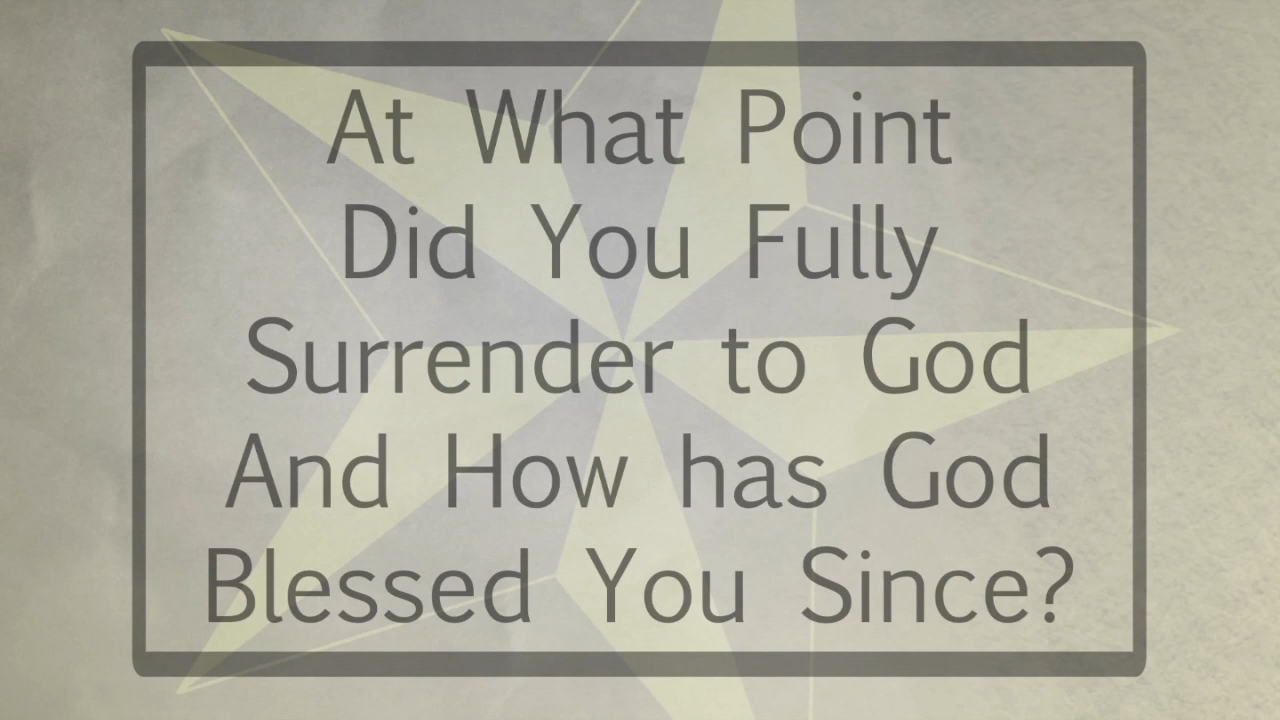 At What Point
Did You Fully
Surrender to God
And How has God
Blessed You Since?